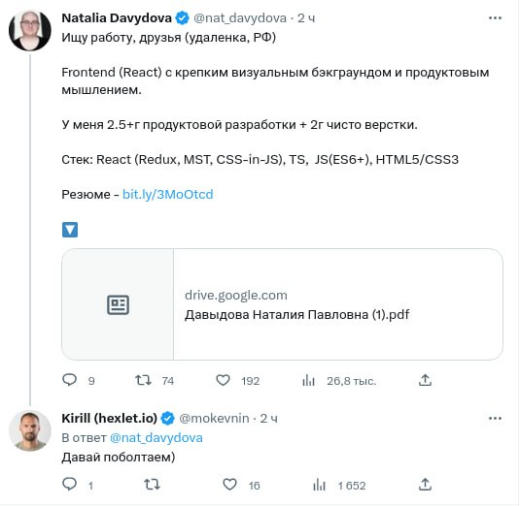 Natalia Davydova @nat_davydova · 2 ч
Ищу работу, друзья (удаленка, РФ)
Frontend (React) с крепким визуальным бэкграундом и продуктовым
мышлением.
У меня 2.5+г продуктовой разработки + 2г чисто верстки.
Стек: React (Redux, MST, CSS-in-JS), TS,  JS(ES6+), HTML5/CSS3
Резюме - bit.ly/3MoOtcd
drive.google.com
Давыдова Наталия Павловна (1).pdf
9 74 192 26,8 тыс.
Kirill (hexlet.io) @mokevnin · 2 ч
В ответ @nat_davydova
Давай поболтаем)
1 16 1 652